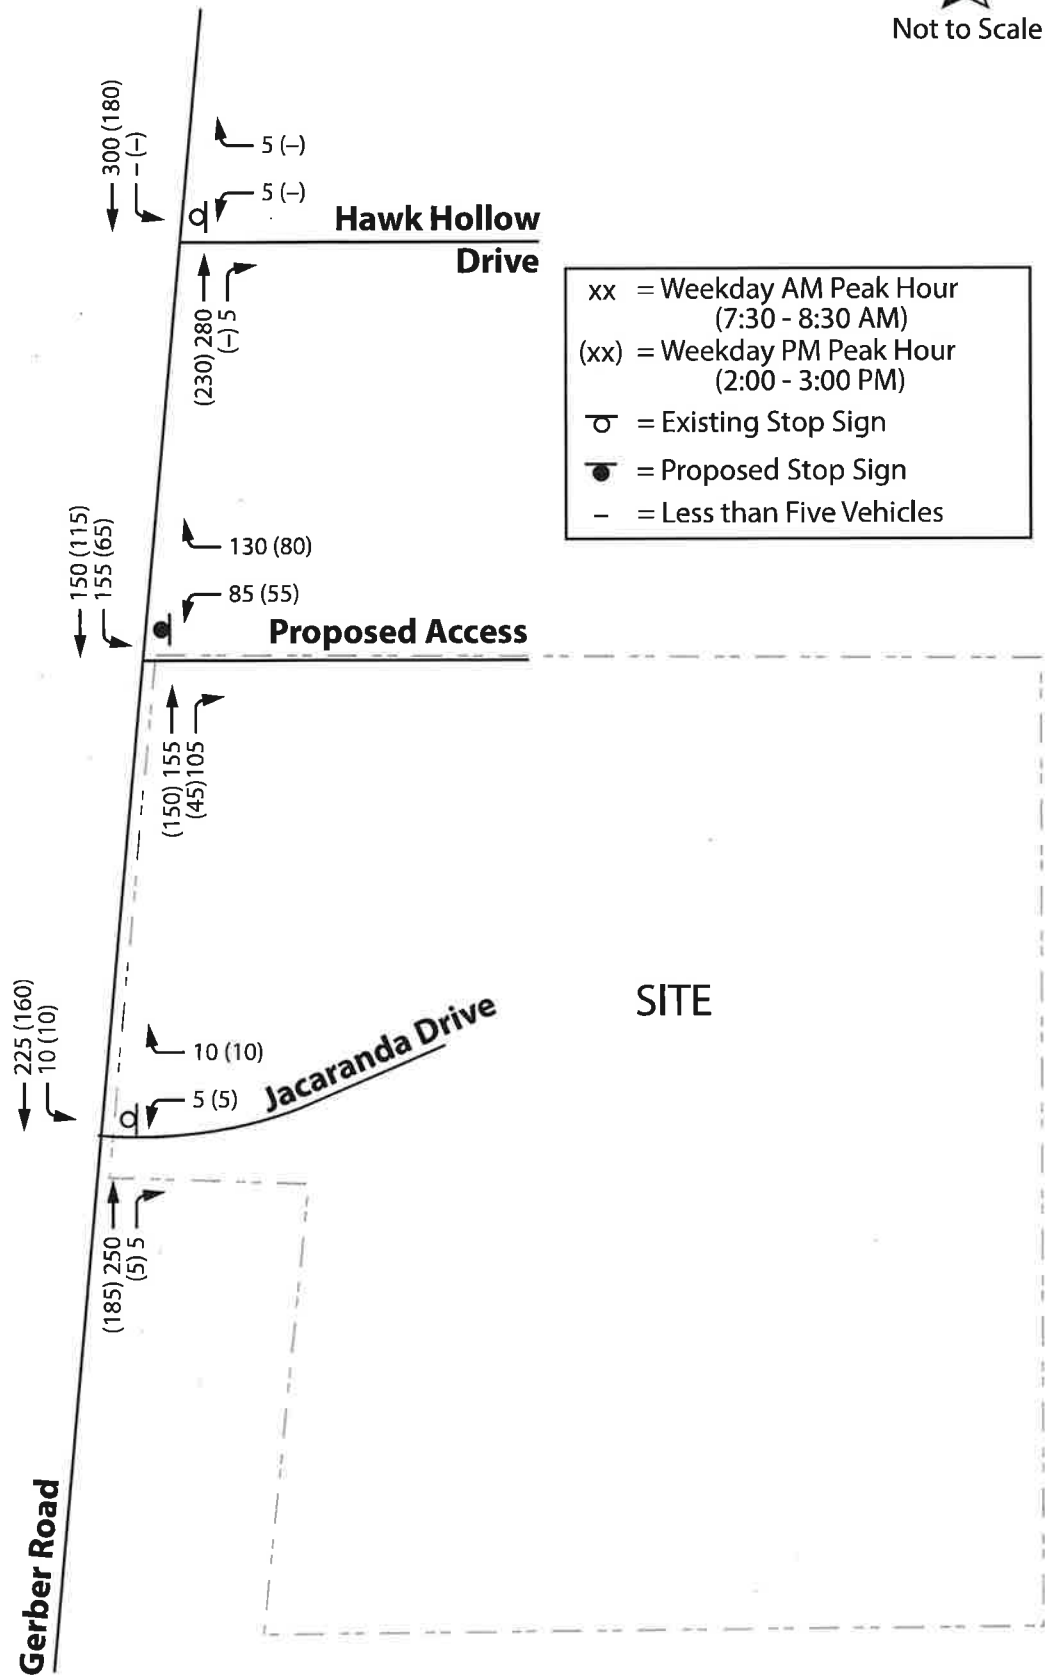 Not to Scale
300 (180)
– (–)
5 (–)
5 (–)
Hawk Hollow
Drive
(230) 280
(–) 5
xx = Weekday AM Peak Hour
(7:30 - 8:30 AM)
(xx) = Weekday PM Peak Hour
(2:00 - 3:00 PM)
= Existing Stop Sign
= Proposed Stop Sign
– = Less than Five Vehicles
150 (115)
155 (65)
130 (80)
85 (55)
Proposed Access
(150) 155
(45)105
SITE
225 (160)
10 (10)
10 (10)
5 (5)
Jacaranda Drive
(185) 250
(5) 5
Gerber Road